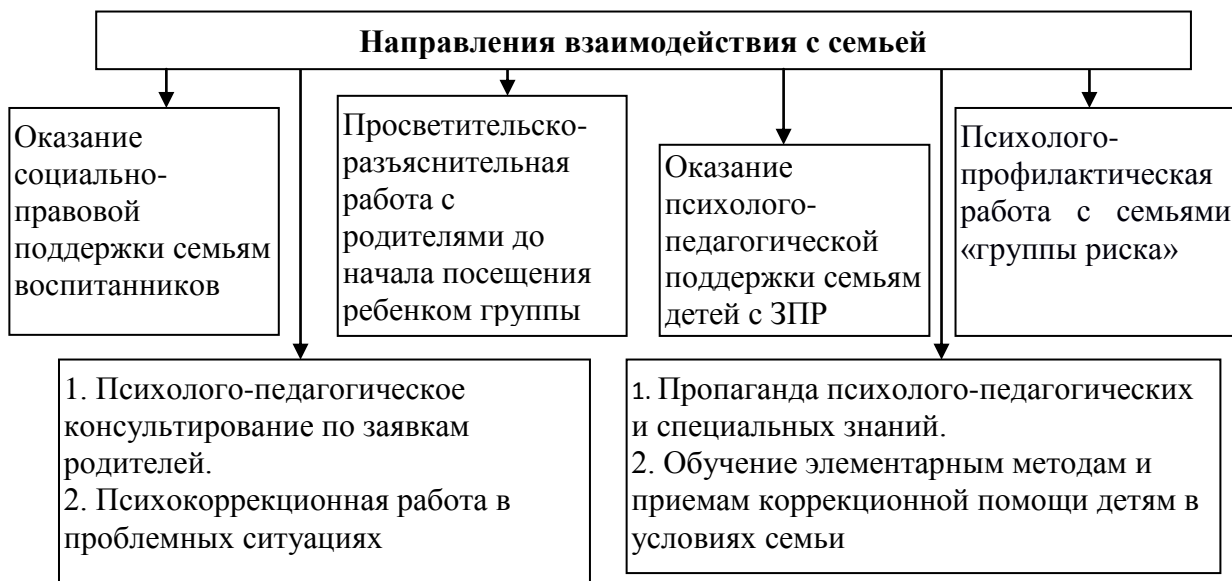 Направления взаимодействия с семьей
Оказание
социально-
правовой
поддержки семьям
воспитанников
Просветительско-
разъяснительная
работа с
родителями до
начала посещения
ребенком группы
Оказание
психолого-
педагогической
поддержки семьям
детей с ЗПР
Психолого-
профилактическая
работа с семьями
«группы риска»
1. Психолого-педагогическое
консультирование по заявкам
родителей.
2. Психокоррекционная работа в
проблемных ситуациях
1. Пропаганда психолого-педагогических
и специальных знаний.
2. Обучение элементарным методам и
приемам коррекционной помощи детям в
условиях семьи